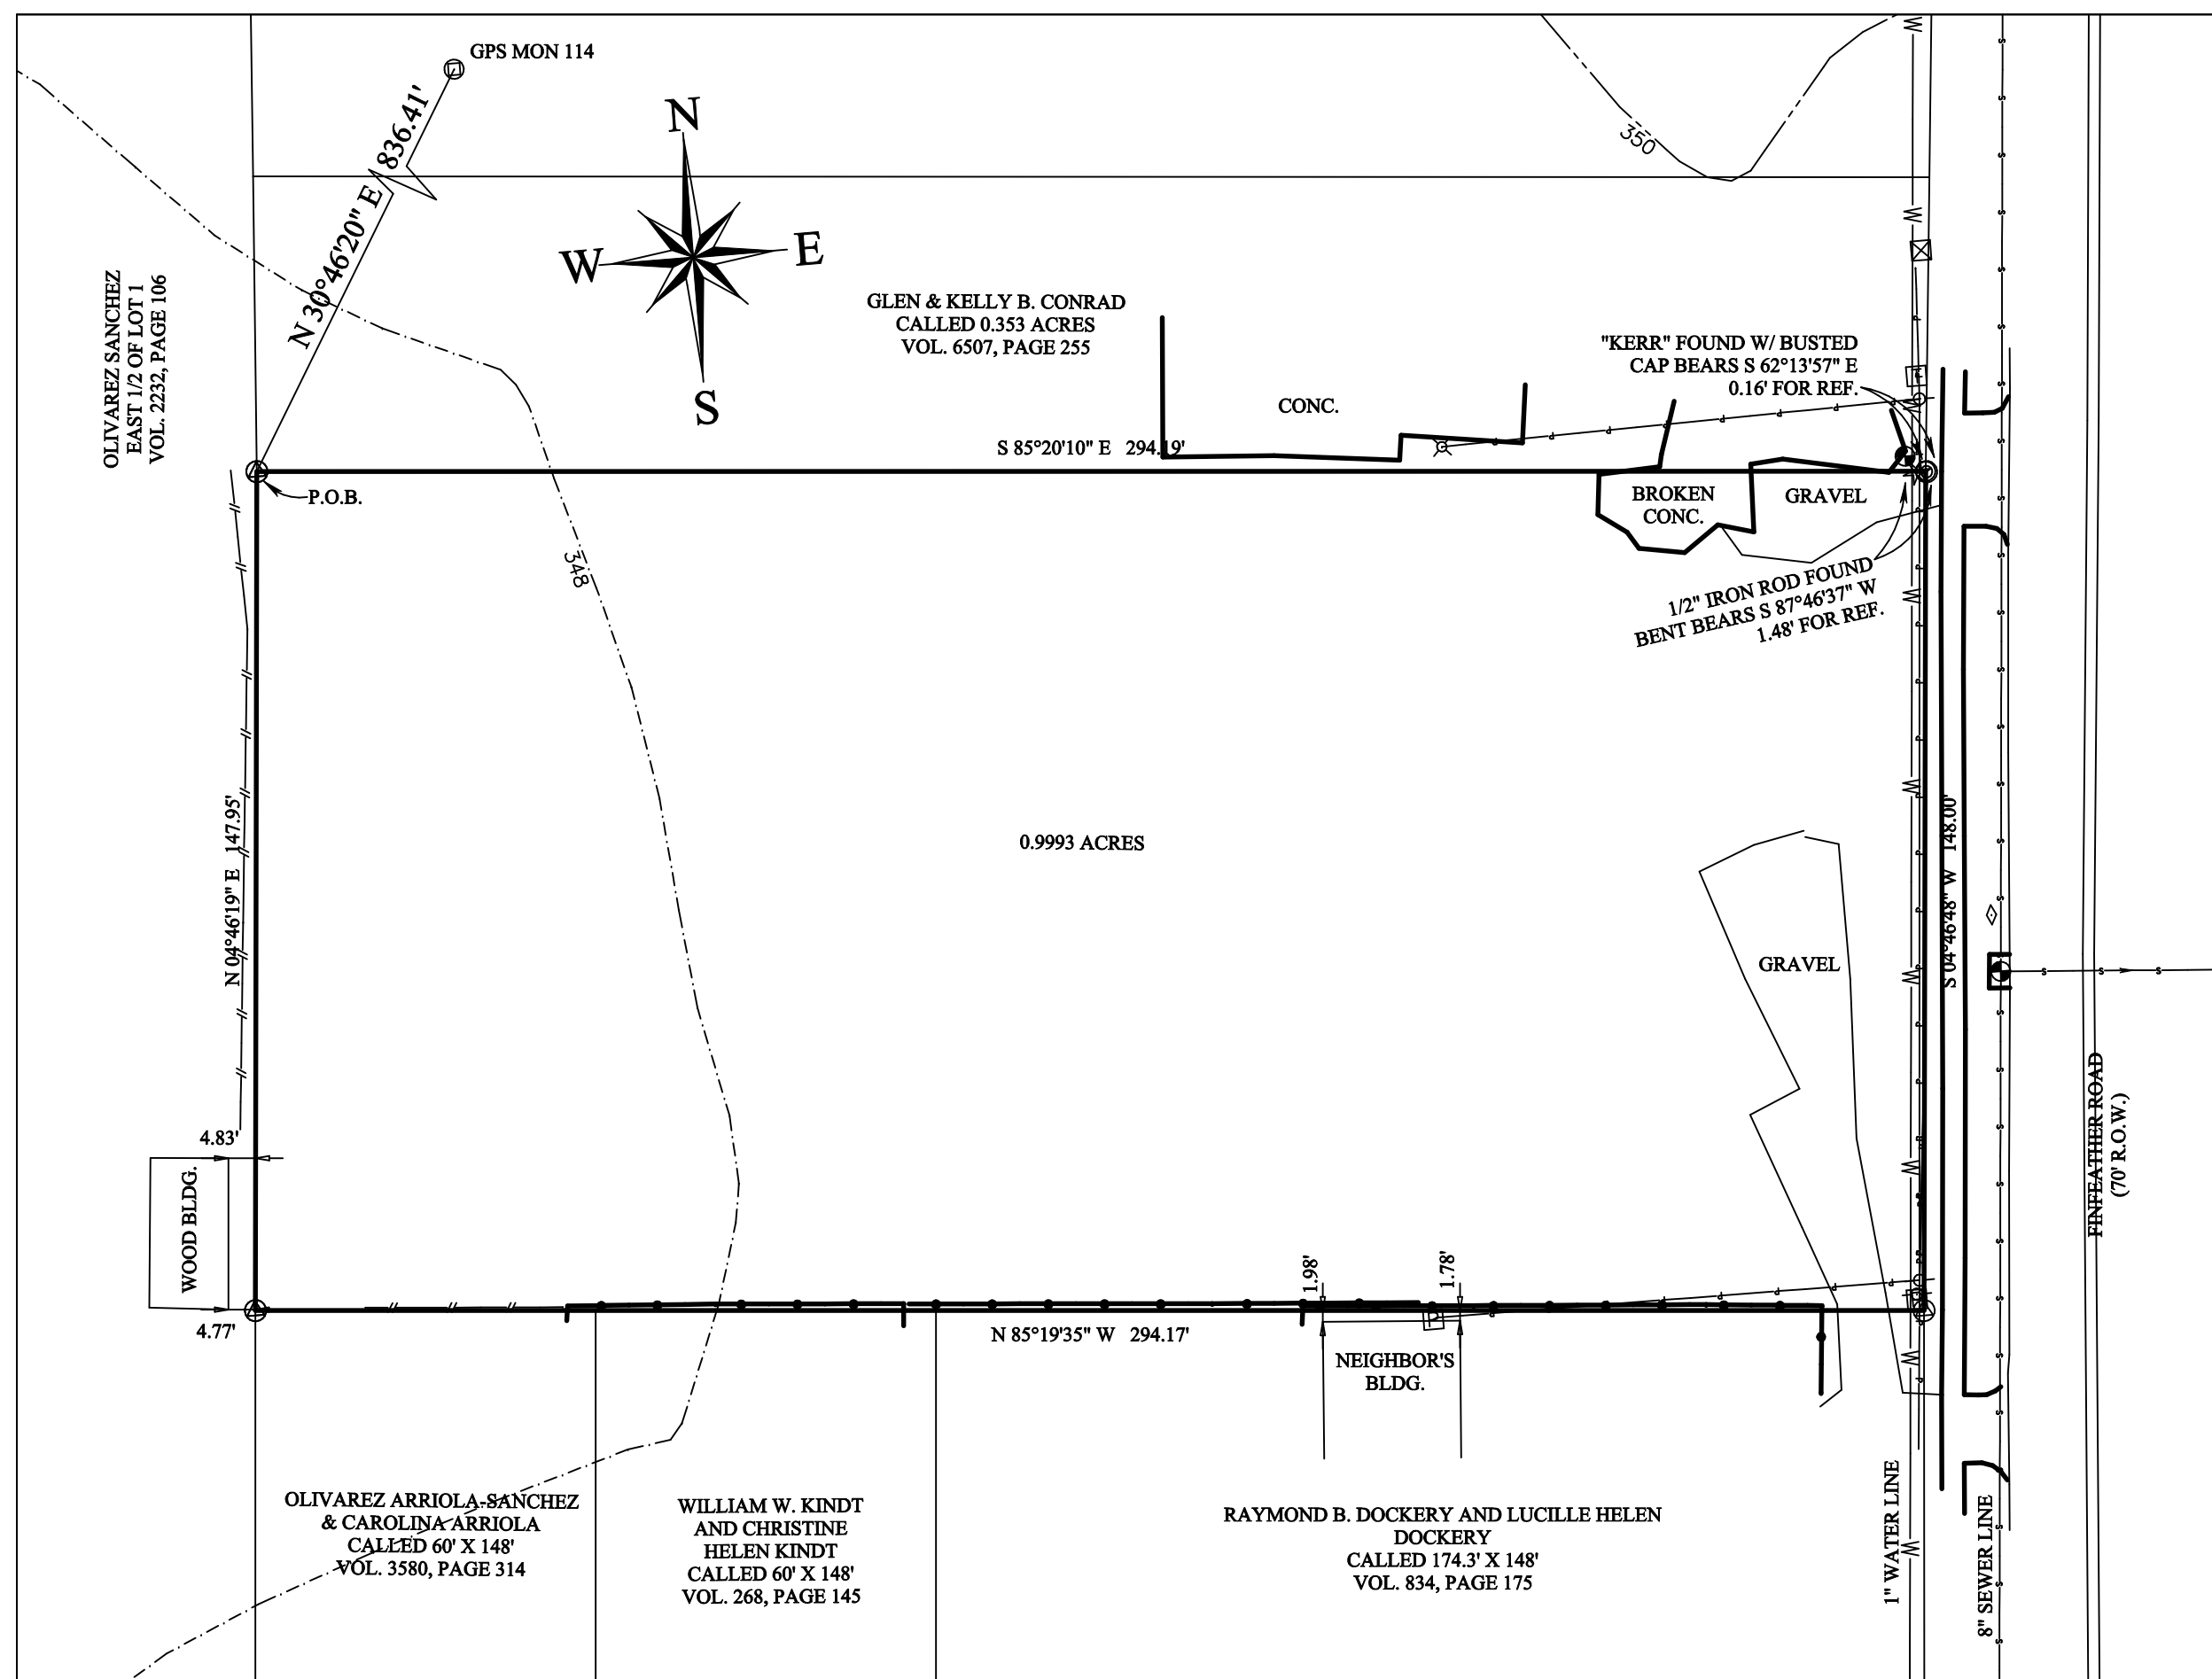 GPS MON 114
N 30°46'20" E 836.41'
N
W
E
S
350
OLIVAREZ SANCHEZ
EAST 1/2 OF LOT 1
VOL. 2232, PAGE 106
GLEN & KELLY B. CONRAD
CALLED 0.353 ACRES
VOL. 6507, PAGE 255
"KERR" FOUND W/ BUSTED
CAP BEARS S 62°13'57" E
0.16' FOR REF.
CONC.
S 85°20'10" E 294.19'
P.O.B.
BROKEN
CONC.
GRAVEL
348
1/2" IRON ROD FOUND
BENT BEARS S 87°46'37" W
1.48' FOR REF.
N 04°46'19" E 147.95'
0.9993 ACRES
S 04°46'48" W 148.00'
GRAVEL
FINFEATHER ROAD
(70' R.O.W.)
4.83'
WOOD BLDG.
4.77'
1.98'
1.78'
N 85°19'35" W 294.17'
NEIGHBOR'S
BLDG.
OLIVAREZ ARRIOLA-SANCHEZ
& CAROLINA ARRIOLA
CALLED 60' X 148'
VOL. 3580, PAGE 314
WILLIAM W. KINDT
AND CHRISTINE
HELEN KINDT
CALLED 60' X 148'
VOL. 268, PAGE 145
RAYMOND B. DOCKERY AND LUCILLE HELEN
DOCKERY
CALLED 174.3' X 148'
VOL. 834, PAGE 175
1" WATER LINE
8" SEWER LINE